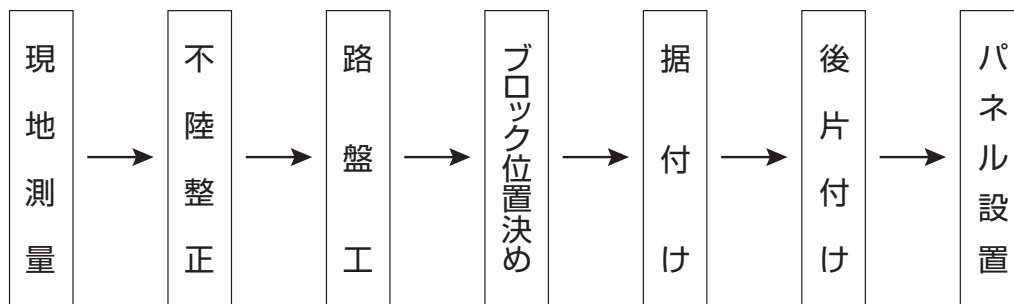 現地測量
不陸整正
路盤工
ブロック位置決め
据付け
後片付け
パネル設置